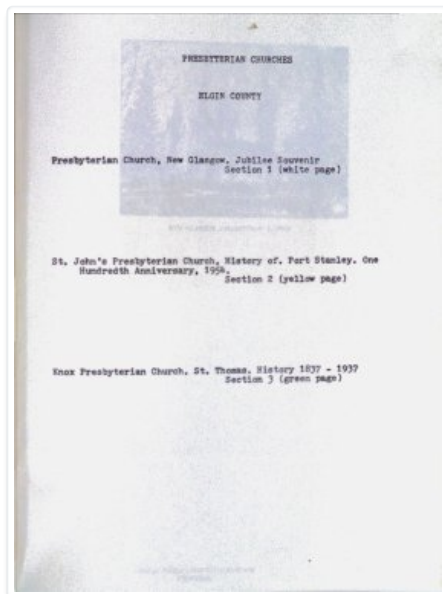 PRESBYTERIAN CHURCHES
ELGIN COUNTY
Presbyterian Church, New Glasgow, Jubilee Souvenir
Section 1 (white page)
St. John's Presbyterian Church, History of, Port Stanley, One
Hundredth Anniversary, 1954.
Section 2 (yellow page)
Knox Presbyterian Church, St. Thomas, History 1837 - 1937
Section 3 (green page)